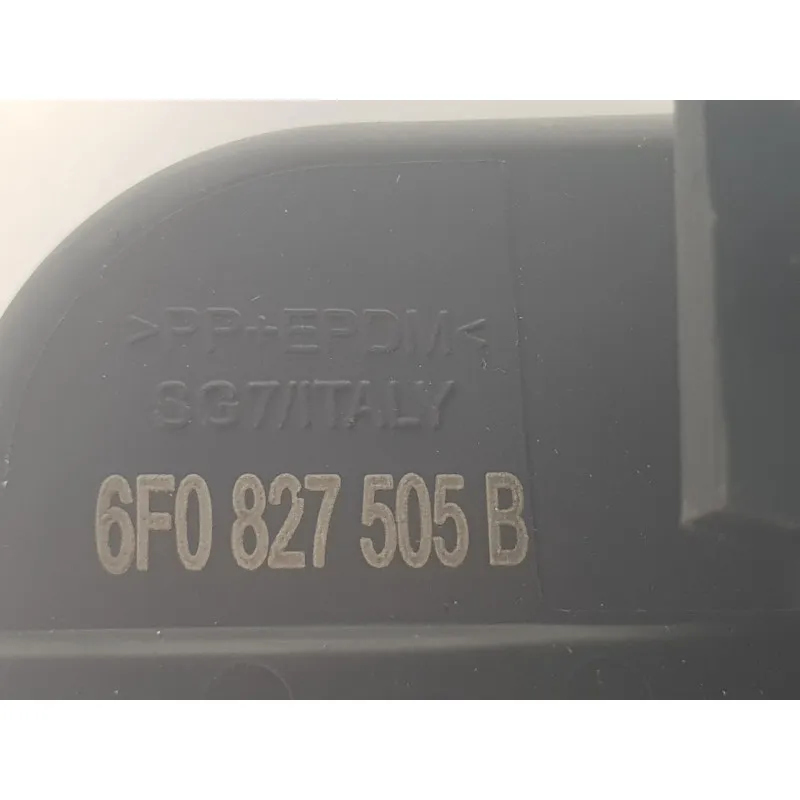 >PP+EPDM<
SG7/ITALY
6F0 827 505 B